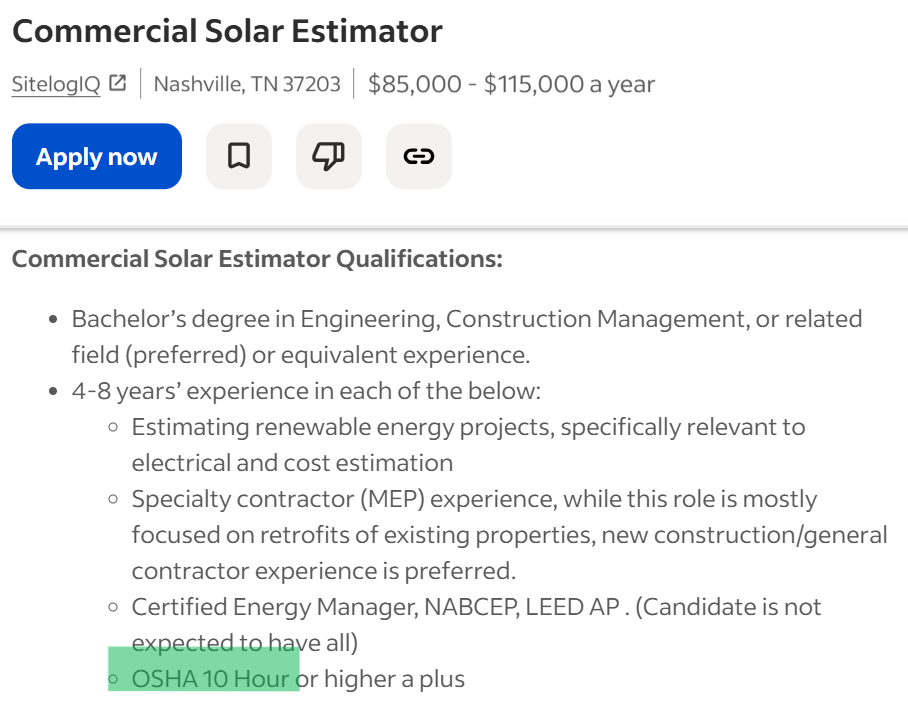 Commercial Solar Estimator
SitelogIQ
Nashville, TN 37203
$85,000 - $115,000 a year
Apply now
Commercial Solar Estimator Qualifications:
Bachelor’s degree in Engineering, Construction Management, or related
field (preferred) or equivalent experience.
4-8 years’ experience in each of the below:
Estimating renewable energy projects, specifically relevant to
electrical and cost estimation
Specialty contractor (MEP) experience, while this role is mostly
focused on retrofits of existing properties, new construction/general
contractor experience is preferred.
Certified Energy Manager, NABCEP, LEED AP . (Candidate is not
expected to have all)
OSHA 10 Hour or higher a plus